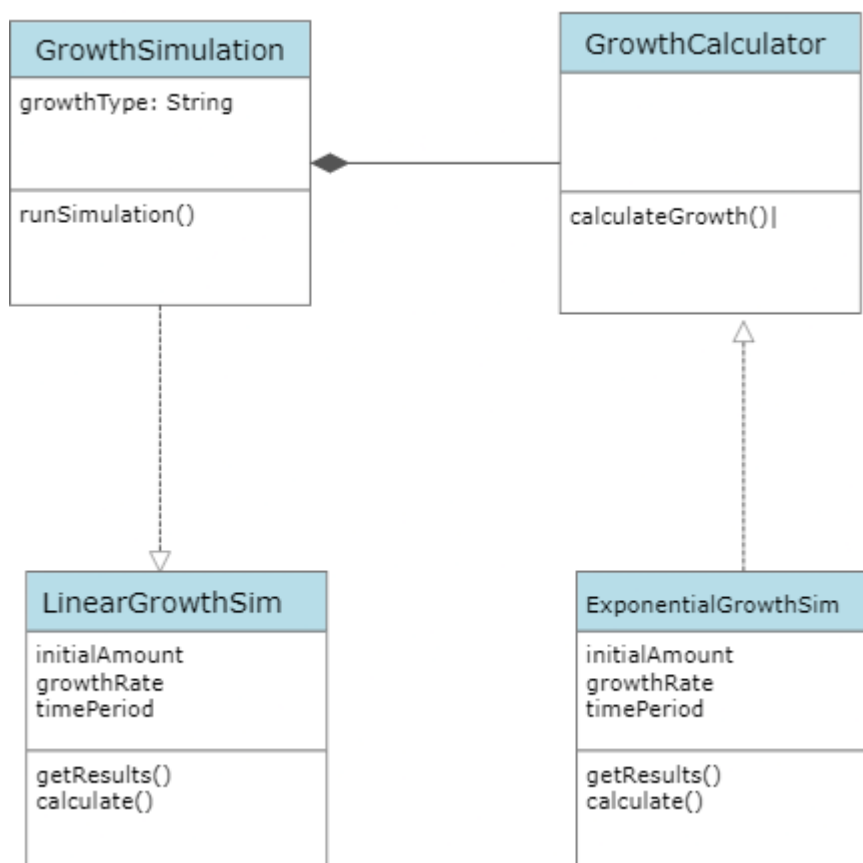 GrowthSimulation
growthType: String
runSimulation()
GrowthCalculator
calculateGrowth()|
LinearGrowthSim
initialAmount
growthRate
timePeriod
getResults()
calculate()
ExponentialGrowthSim
initialAmount
growthRate
timePeriod
getResults()
calculate()